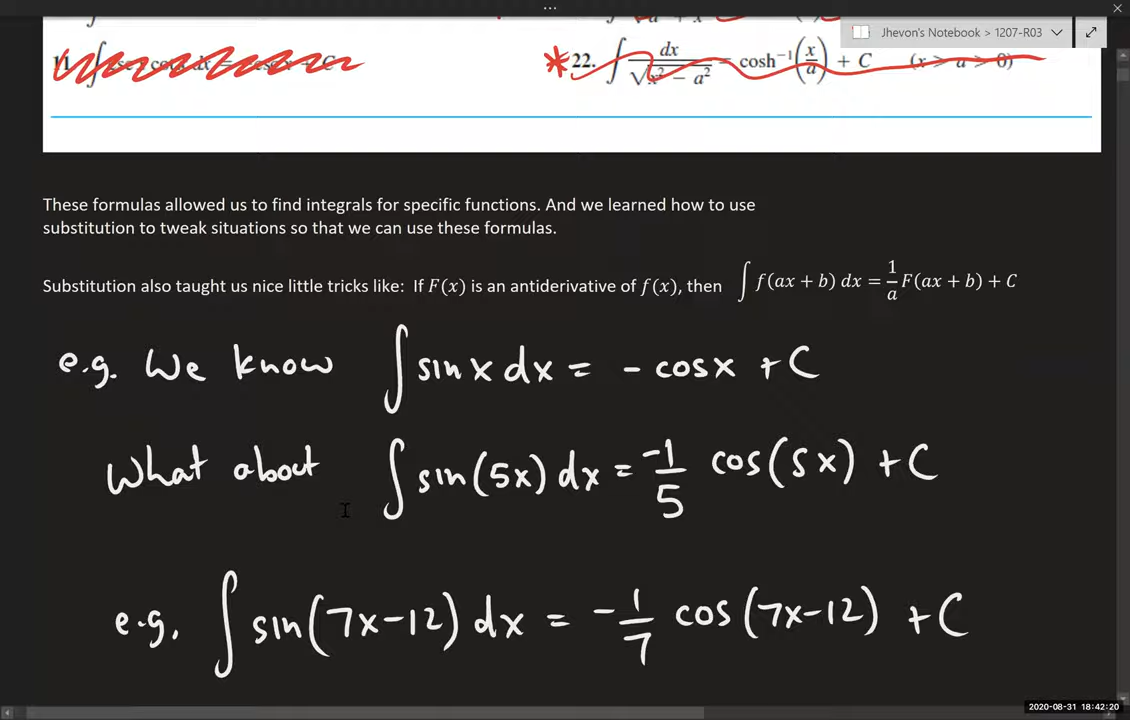 Jhevon's Notebook > 1207-R03
11. ∫
*22. ∫ dx/√(x² − a²) = cosh⁻¹(x/a) + C (x > a > 0)
These formulas allowed us to find integrals for specific functions. And we learned how to use
substitution to tweak situations so that we can use these formulas.
Substitution also taught us nice little tricks like: If F(x) is an antiderivative of f(x), then ∫ f(ax + b) dx = 1/a F(ax + b) + C
e.g. We know ∫ sin x dx = - cos x + C
What about ∫ sin(5x) dx = -1/5 cos(5x) + C
e.g. ∫ sin(7x-12) dx = -1/7 cos(7x-12) + C
2020-08-31 18:42:20